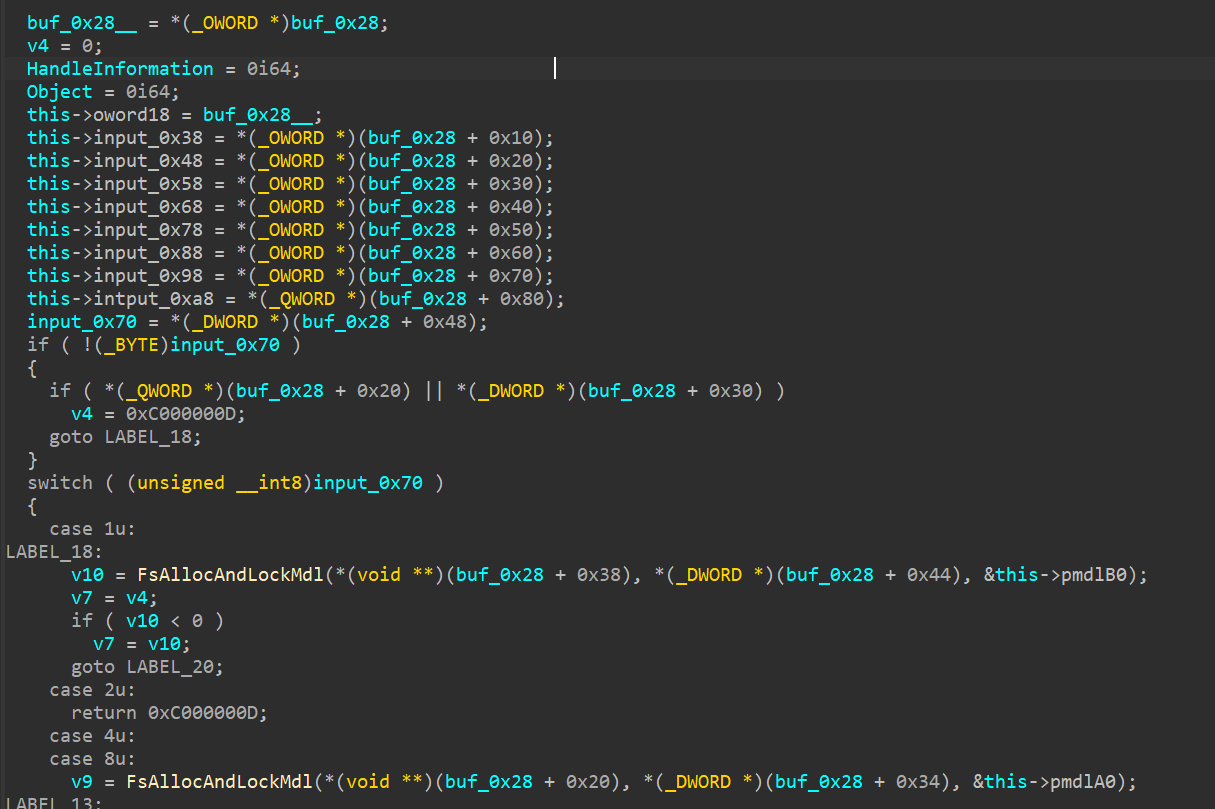 buf_0x28__ = *(_OWORD *)buf_0x28;
v4 = 0;
HandleInformation = 0i64;
Object = 0i64;
this->oword18 = buf_0x28__;
this->input_0x38 = *(_OWORD *)(buf_0x28 + 0x10);
this->input_0x48 = *(_OWORD *)(buf_0x28 + 0x20);
this->input_0x58 = *(_OWORD *)(buf_0x28 + 0x30);
this->input_0x68 = *(_OWORD *)(buf_0x28 + 0x40);
this->input_0x78 = *(_OWORD *)(buf_0x28 + 0x50);
this->input_0x88 = *(_OWORD *)(buf_0x28 + 0x60);
this->input_0x98 = *(_OWORD *)(buf_0x28 + 0x70);
this->intput_0xa8 = *(_QWORD *)(buf_0x28 + 0x80);
input_0x70 = *(_DWORD *)(buf_0x28 + 0x48);
if ( !(_BYTE)input_0x70 )
{
if ( *(_QWORD *)(buf_0x28 + 0x20) || *(_DWORD *)(buf_0x28 + 0x30) )
v4 = 0xC000000D;
goto LABEL_18;
}
switch ( (unsigned __int8)input_0x70 )
{
case 1u:
LABEL_18:
v10 = FsAllocAndLockMdl(*(void **)(buf_0x28 + 0x38), *(_DWORD *)(buf_0x28 + 0x44), &this->pmdlB0);
v7 = v4;
if ( v10 < 0 )
v7 = v10;
goto LABEL_20;
case 2u:
return 0xC000000D;
case 4u:
case 8u:
v9 = FsAllocAndLockMdl(*(void **)(buf_0x28 + 0x20), *(_DWORD *)(buf_0x28 + 0x34), &this->pmdlA0);
LABEL_13: